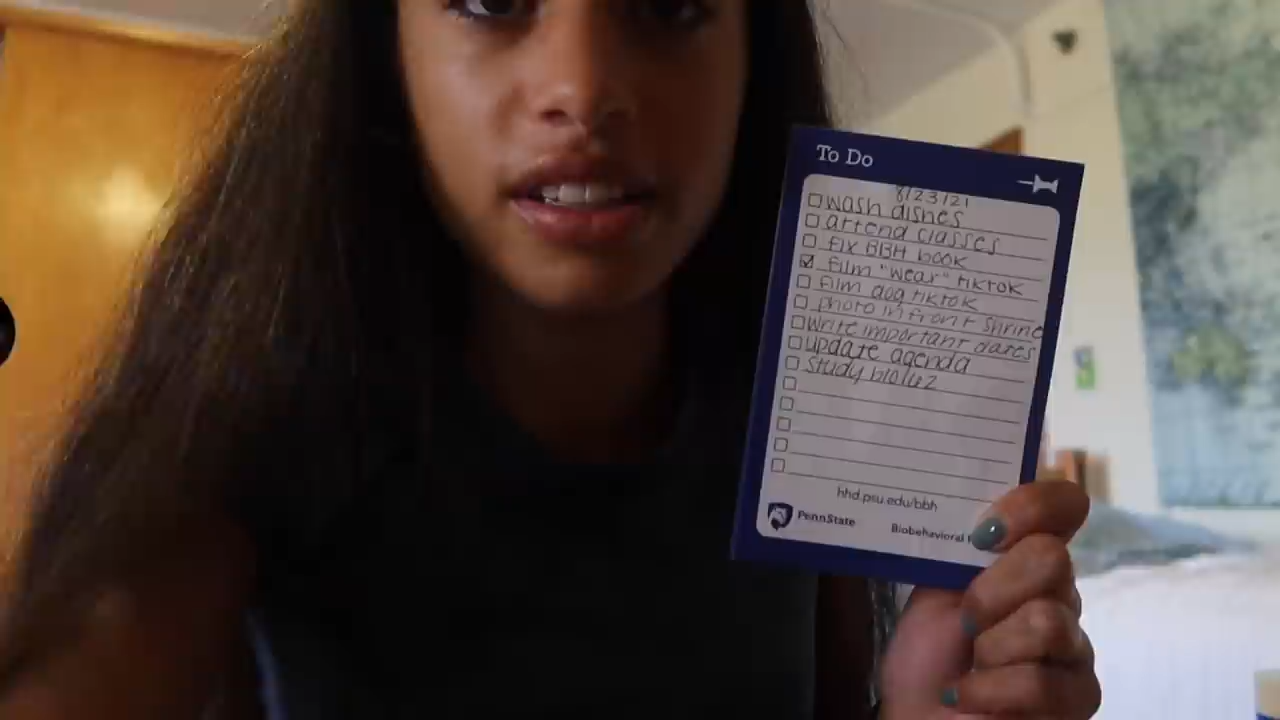 To Do
8/23/21
wash dishes
attend classes
fix BBH book
film "wear" tiktok
film dog tiktok
photo in front shrine
write important dates
update agenda
study
hhd.psu.edu/bbh
PennState
Biobehavioral